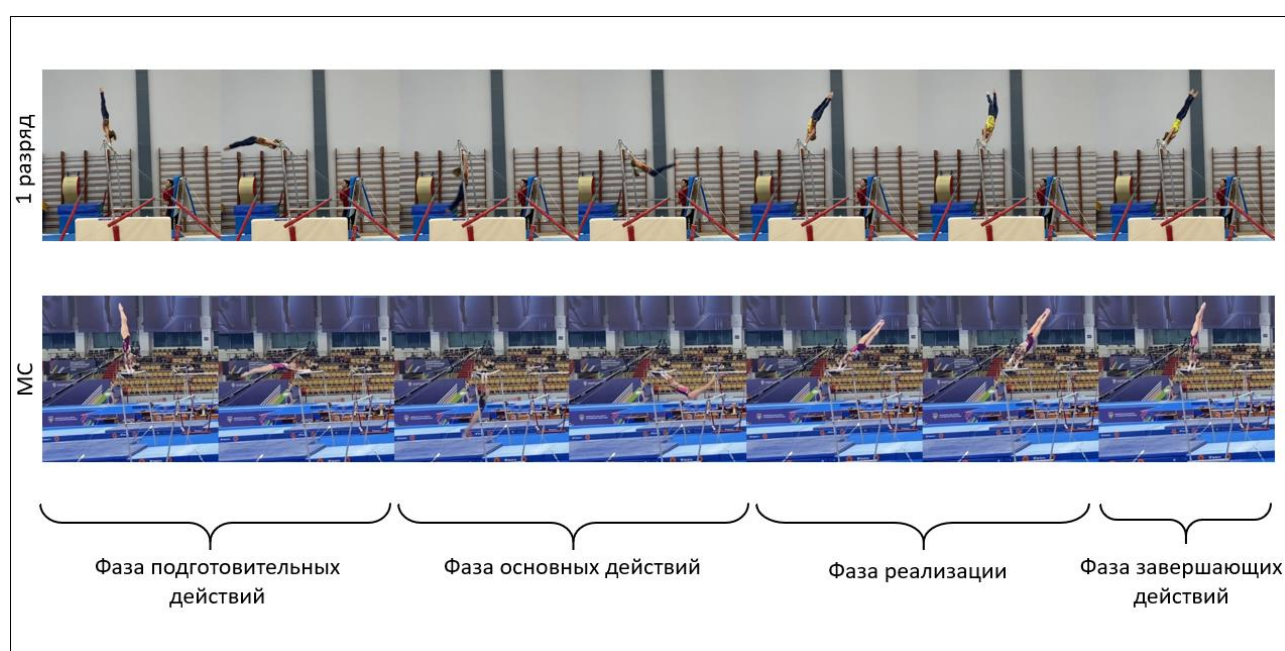 1 разряд
МС
Фаза подготовительных
действий
Фаза основных действий
Фаза реализации
Фаза завершающих
действий